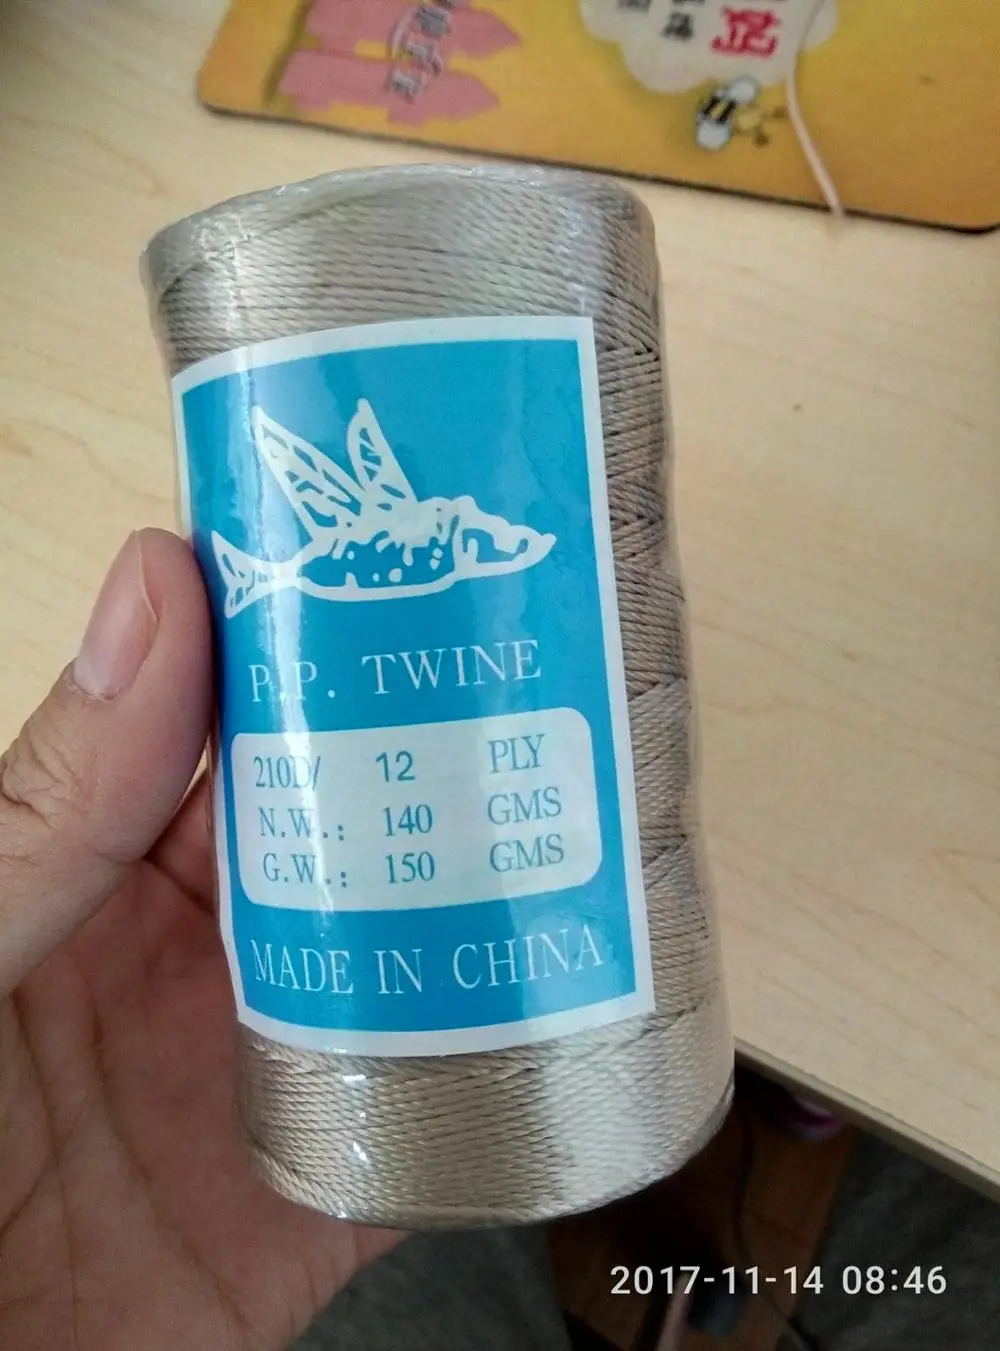 P.P. TWINE
210D/ 12 PLY
N.W.: 140 GMS
G.W.: 150 GMS
MADE IN CHINA
2017-11-14 08:46